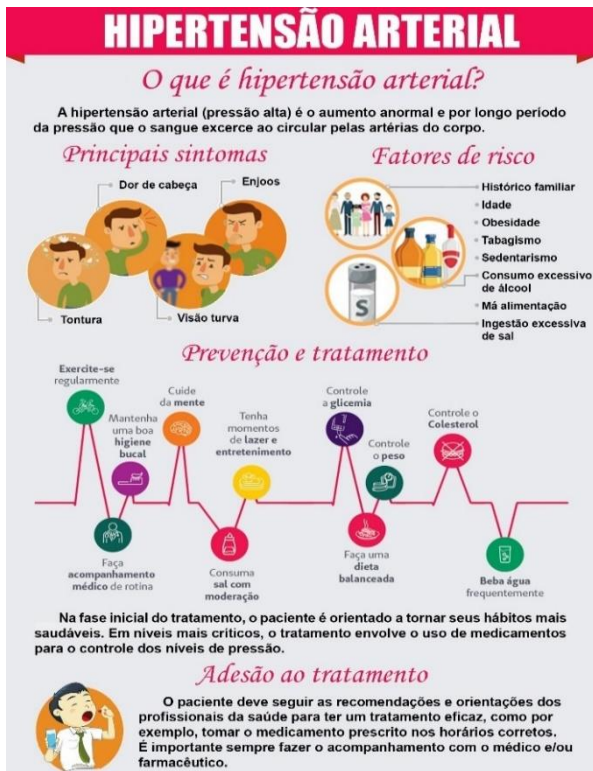 HIPERTENSÃO ARTERIAL
O que é hipertensão arterial?
A hipertensão arterial (pressão alta) é o aumento anormal e por longo período
da pressão que o sangue excerce ao circular pelas artérias do corpo.
Principais sintomas
Dor de cabeça
Enjoos
Tontura
Visão turva
Fatores de risco
Histórico familiar
Idade
Obesidade
Tabagismo
Sedentarismo
Consumo excessivo
de álcool
Má alimentação
Ingestão excessiva
de sal
S
Prevenção e tratamento
Exercite-se
regularmente
Faça
acompanhamento
médico de rotina
Mantenha
uma boa
higiene
bucal
Cuide
da mente
Consuma
sal com
moderação
Tenha
momentos
de lazer e
entretenimento
Controle
a glicemia
Faça uma
dieta
balanceada
Controle
o peso
Controle o
Colesterol
Beba água
frequentemente
Na fase inicial do tratamento, o paciente é orientado a tornar seus hábitos mais
saudáveis. Em níveis mais críticos, o tratamento envolve o uso de medicamentos
para o controle dos níveis de pressão.
Adesão ao tratamento
O paciente deve seguir as recomendações e orientações dos
profissionais da saúde para ter um tratamento eficaz, como por
exemplo, tomar o medicamento prescrito nos horários corretos.
É importante sempre fazer o acompanhamento com o médico e/ou
farmacêutico.